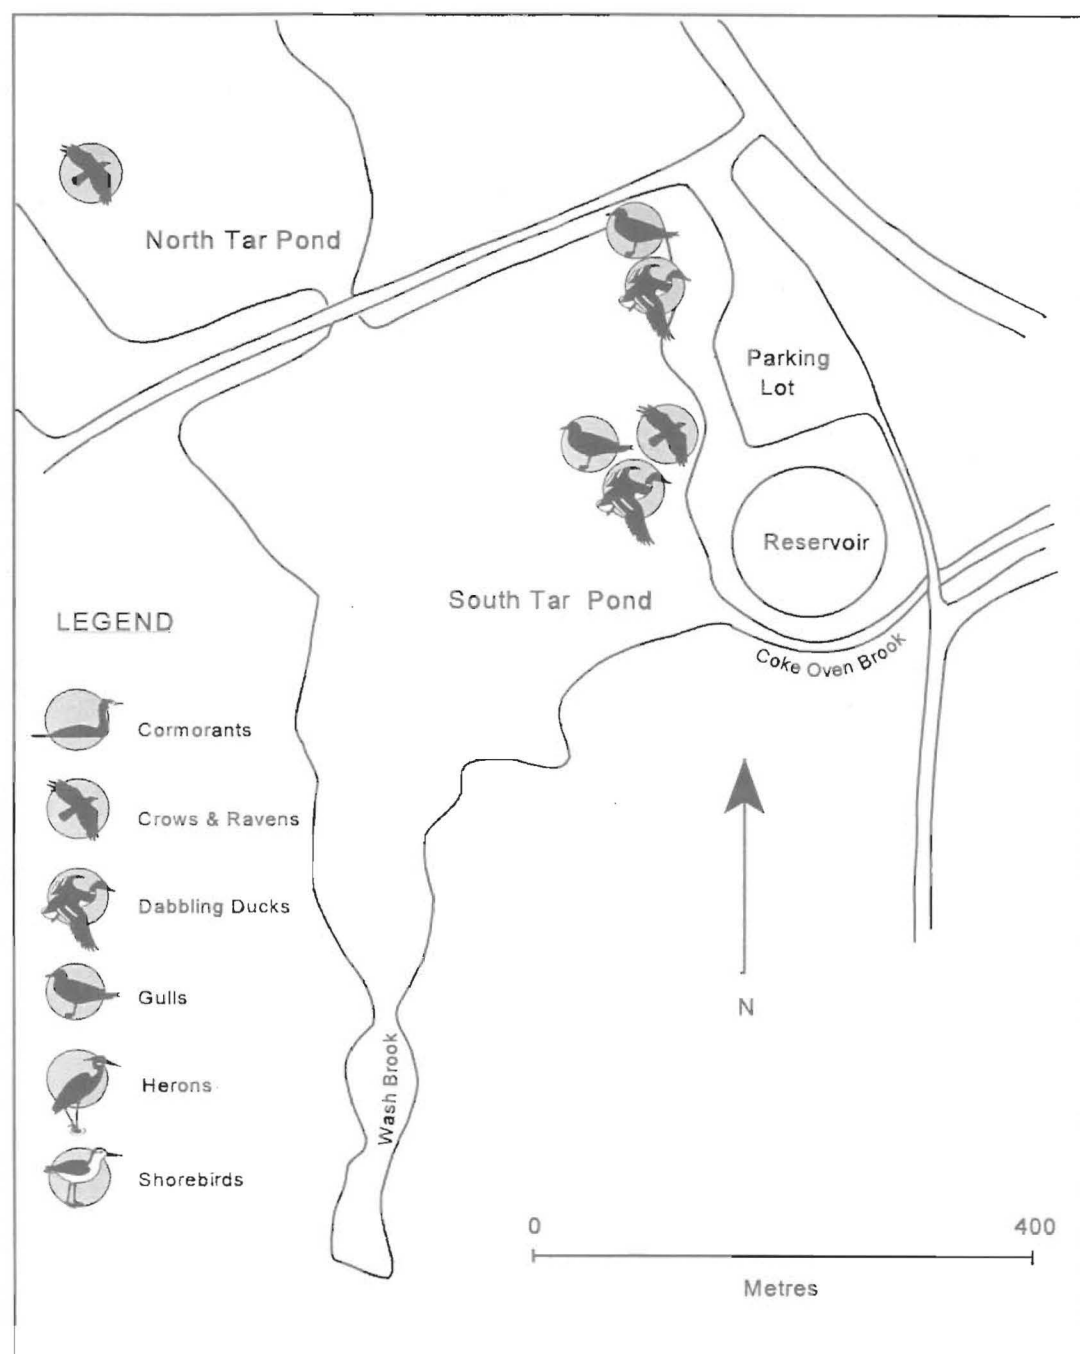 North Tar Pond
Parking
Lot
Reservoir
South Tar Pond
Coke Oven Brook
LEGEND
Cormorants
Crows & Ravens
Dabbling Ducks
Gulls
Herons
Shorebirds
N
Wash Brook
0 400
Metres